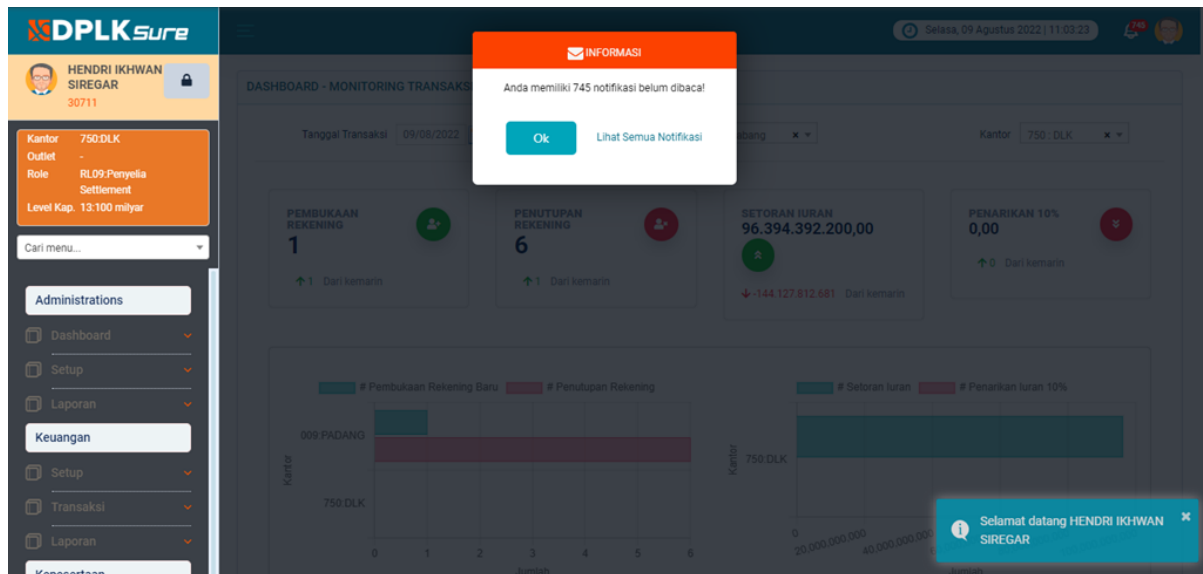 DPLKSure
HENDRI IKHWAN
SIREGAR
30711
Kantor 750:DLK
Outlet -
Role RL09:Penyelia
Settlement
Level Kap. 13:100 milyar
Cari menu...
Administrations
Dashboard
Setup
Laporan
Keuangan
Setup
Transaksi
Laporan
Kepesertaan
Selasa, 09 Agustus 2022 | 11:03:23
745
INFORMASI
Anda memiliki 745 notifikasi belum dibaca!
Ok Lihat Semua Notifikasi
DASHBOARD - MONITORING TRANSAKSI
Tanggal Transaksi 09/08/2022
Kantor 750 : DLK
PEMBUKAAN
REKENING
1
1 Dari kemarin
PENUTUPAN
REKENING
6
1 Dari kemarin
SETORAN IURAN
96.394.392.200,00
-144.127.812.681 Dari kemarin
PENARIKAN 10%
0,00
0 Dari kemarin
# Pembukaan Rekening Baru # Penutupan Rekening
009:PADANG
Kantor
750:DLK
0 1 2 3 4 5 6
Jumlah
# Setoran Iuran # Penarikan Iuran 10%
Kantor
750:DLK
0
20,000,000,000
40,000,000,000
Jumlah
Selamat datang HENDRI IKHWAN
SIREGAR